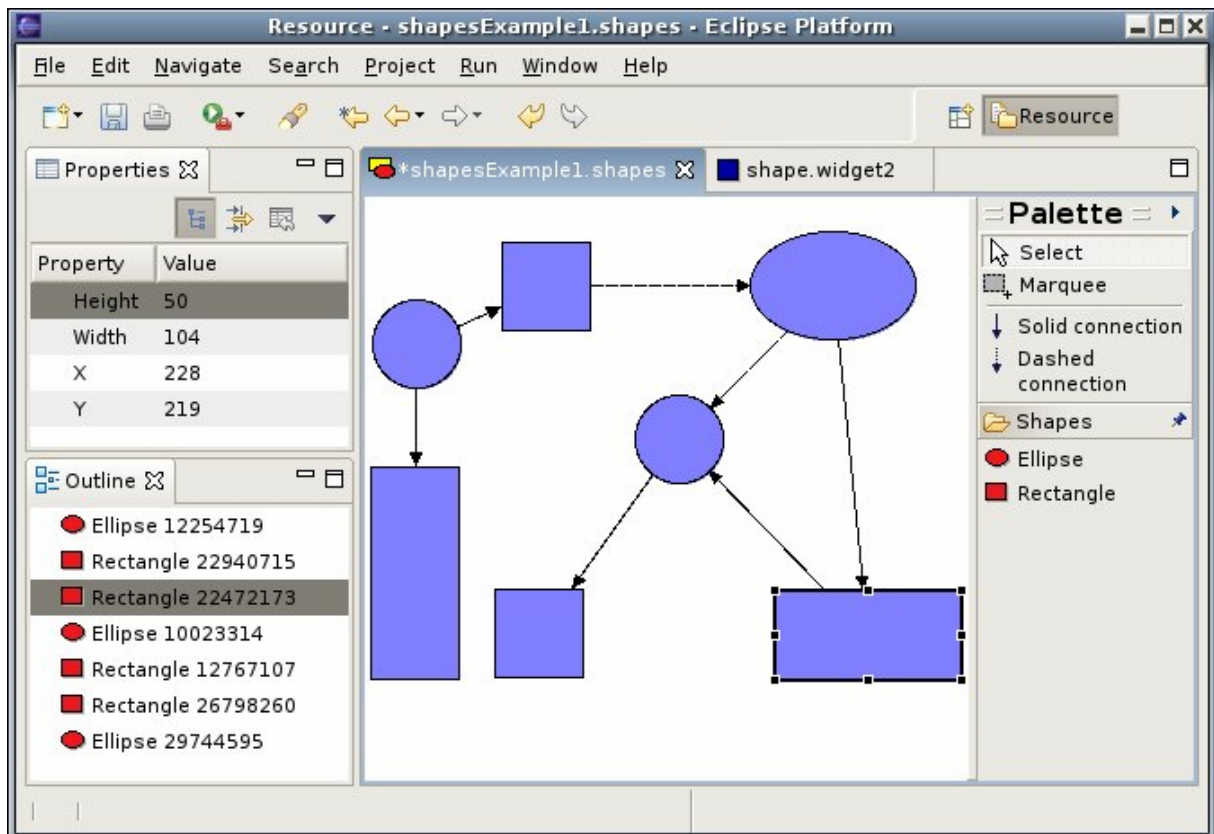 Resource - shapesExample1.shapes - Eclipse Platform
File Edit Navigate Search Project Run Window Help
Resource
Properties
Property Value
Height 50
Width 104
X 228
Y 219
Outline
Ellipse 12254719
Rectangle 22940715
Rectangle 22472173
Ellipse 10023314
Rectangle 12767107
Rectangle 26798260
Ellipse 29744595
*shapesExample1.shapes
shape.widget2
Palette
Select
Marquee
Solid connection
Dashed
connection
Shapes
Ellipse
Rectangle